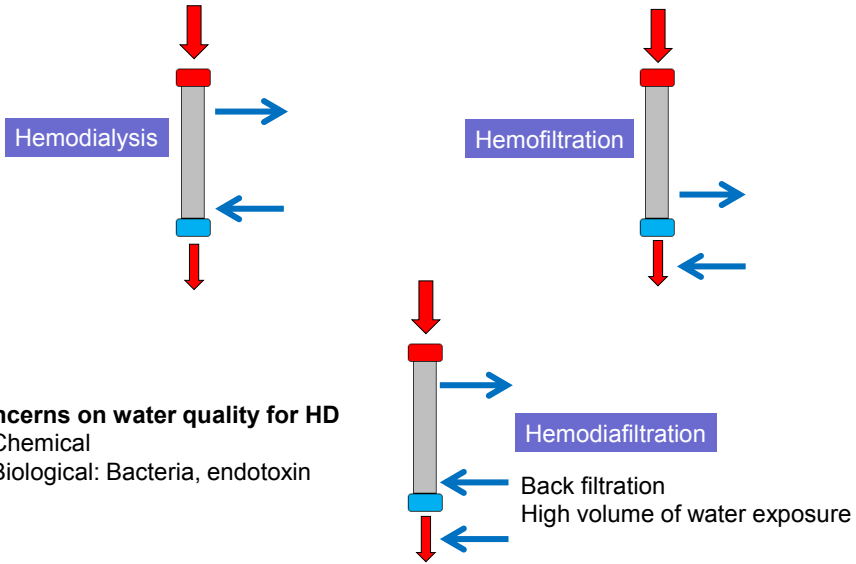 Hemodialysis
Hemofiltration
ncerns on water quality for HD
Chemical
Biological: Bacteria, endotoxin
Hemodiafiltration
Back filtration
High volume of water exposure